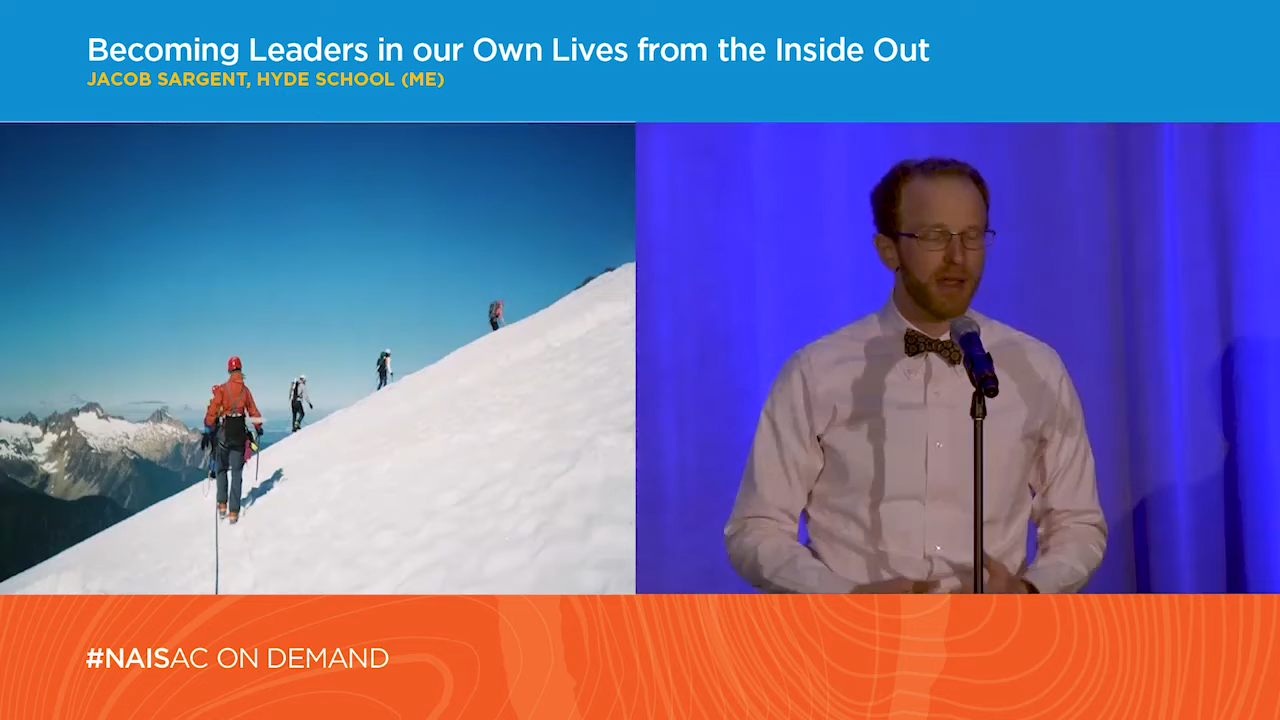 Becoming Leaders in our Own Lives from the Inside Out
JACOB SARGENT, HYDE SCHOOL (ME)
#NAISAC ON DEMAND